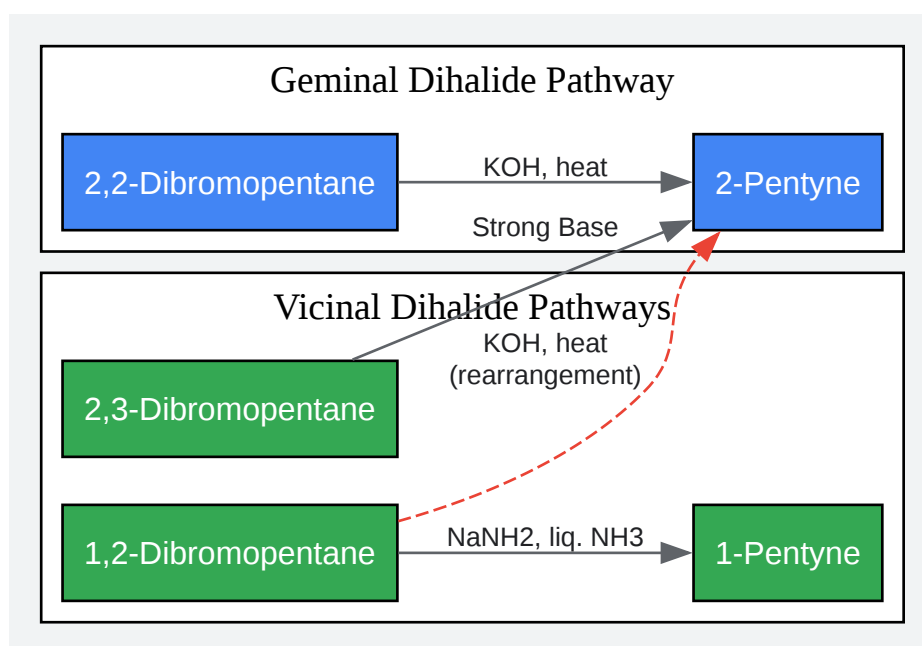 Geminal Dihalide Pathway
2,2-Dibromopentane
KOH, heat
2-Pentyne
Strong Base
Vicinal Dihalide Pathways
KOH, heat
(rearrangement)
2,3-Dibromopentane
1,2-Dibromopentane
NaNH2, liq. NH3
1-Pentyne